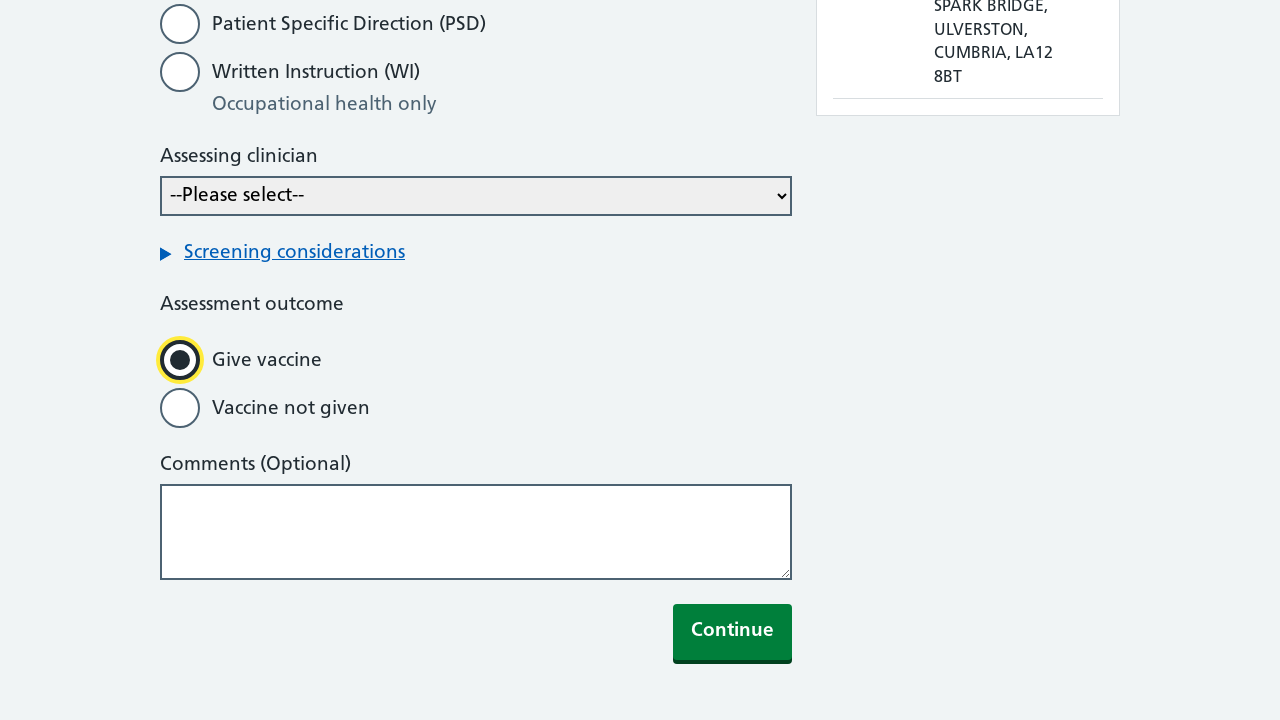 Patient Specific Direction (PSD)
Written Instruction (WI)
Occupational health only
Assessing clinician
--Please select--
Screening considerations
Assessment outcome
Give vaccine
Vaccine not given
Comments (Optional)
Continue
SPARK BRIDGE,
ULVERSTON,
CUMBRIA, LA12
8BT